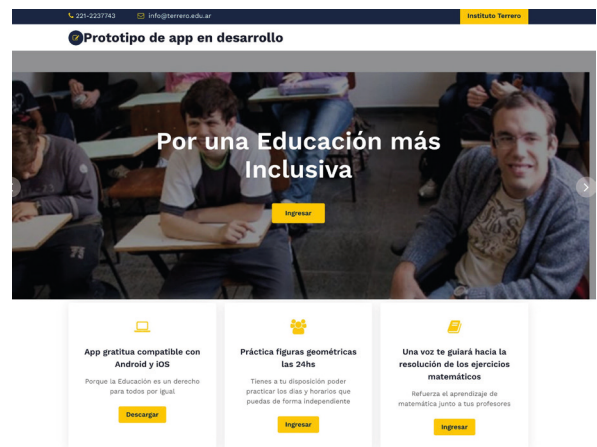 221-2237743 info@terrero.edu.ar Instituto Terrero
Prototipo de app en desarrollo
Por una Educación más
Inclusiva
Ingresar
App gratitua compatible con
Android y iOS
Porque la Educación es un derecho
para todos por igual
Descargar
Práctica figuras geométricas
las 24hs
Tienes a tu disposición poder
practicar los días y horarios que
puedas de forma independiente
Ingresar
Una voz te guiará hacía la
resolución de los ejercicios
matemáticos
Refuerza el aprendizaje de
matemática junto a tus profesores
Ingresar